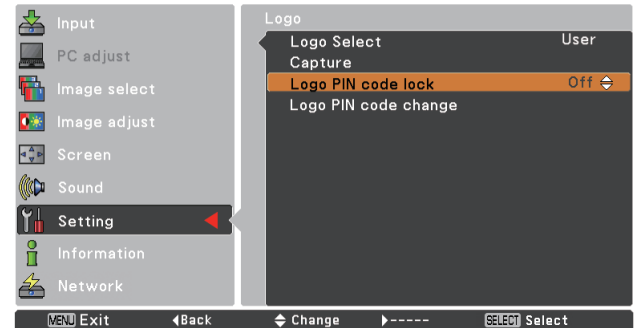 Input
PC adjust
Image select
Image adjust
Screen
Sound
Setting
Information
Network
Logo
Logo Select User
Capture
Logo PIN code lock Off
Logo PIN code change
MENU Exit Back Change ----- SELECT Select